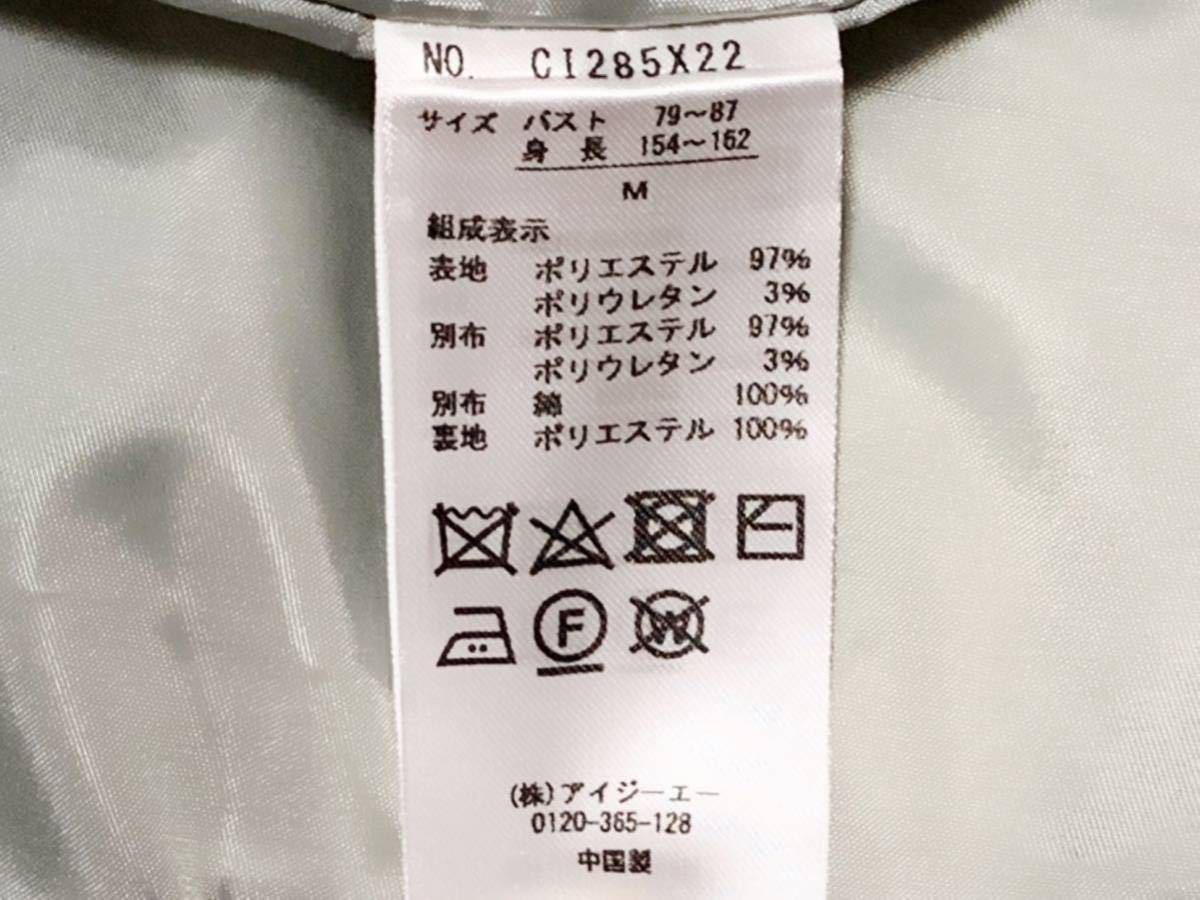 NO. CI285X22
サイズ バスト 79~87
身長 154~162
M
組成表示
表地 ポリエステル 97%
ポリウレタン 3%
別布 ポリエステル 97%
ポリウレタン 3%
別布 綿 100%
裏地 ポリエステル 100%
F W
(株)アイジーエー
0120-365-128
中国製